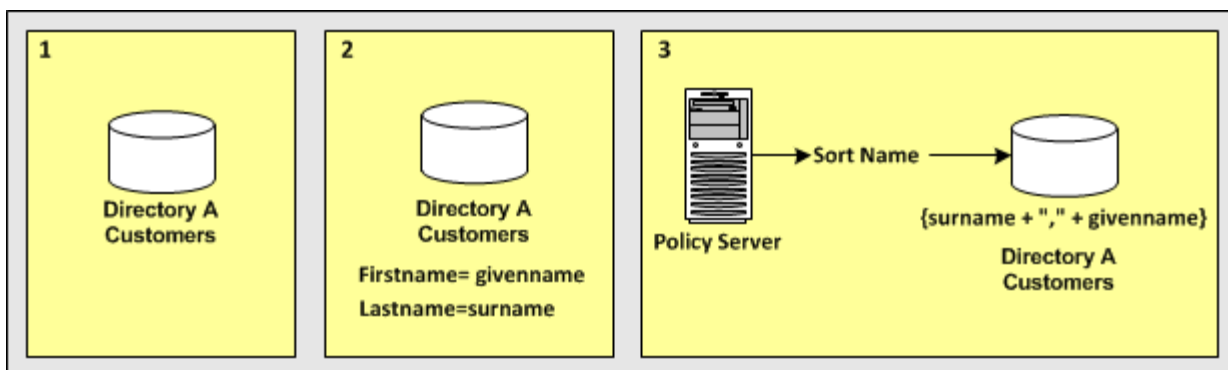 1
Directory A
Customers
2
Directory A
Customers
Firstname= givenname
Lastname=surname
3
Policy Server
Sort Name
{surname + "," + givenname}
Directory A
Customers